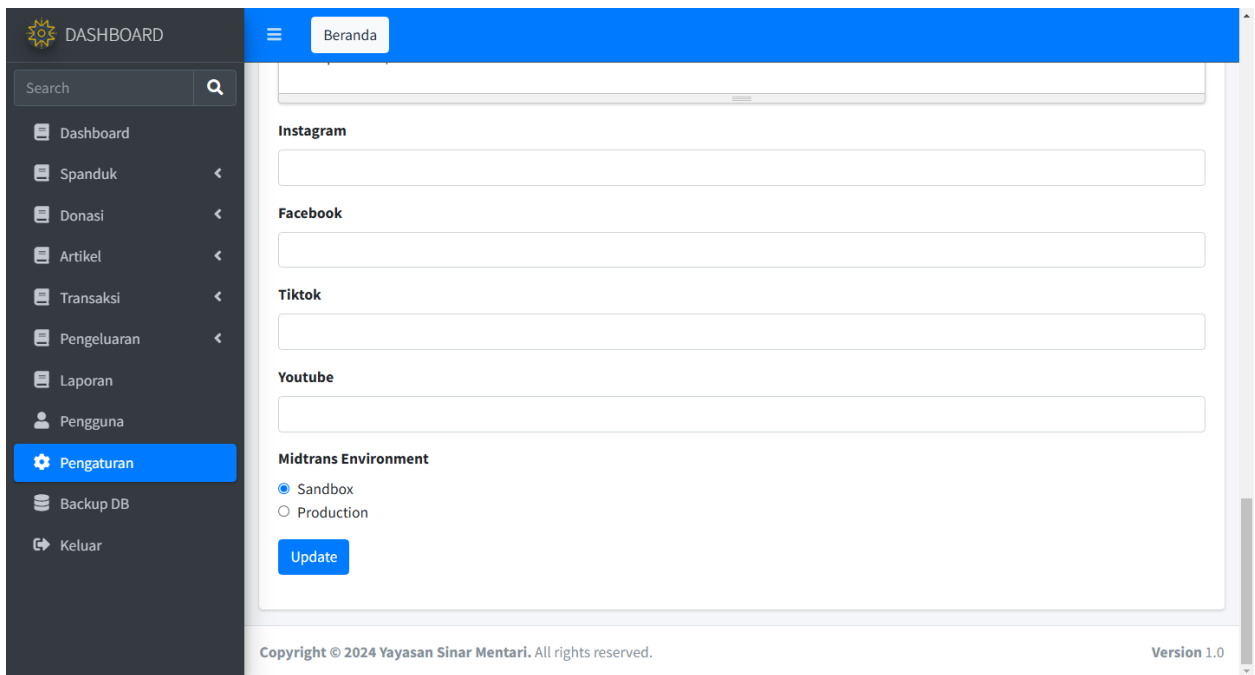 DASHBOARD
Beranda
Search
Dashboard
Spanduk
Donasi
Artikel
Transaksi
Pengeluaran
Laporan
Pengguna
Pengaturan
Backup DB
Keluar
Instagram
Facebook
Tiktok
Youtube
Midtrans Environment
Sandbox
Production
Update
Copyright © 2024 Yayasan Sinar Mentari. All rights reserved.
Version 1.0